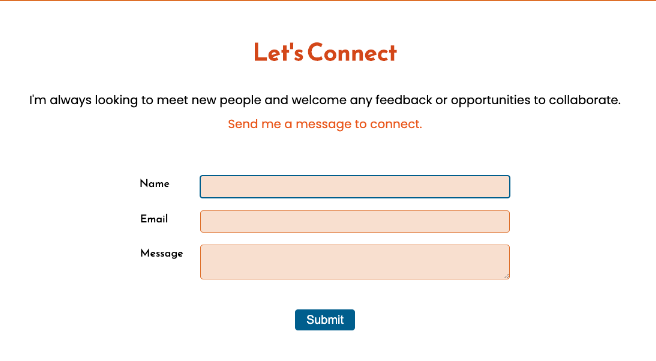 Let's Connect
I'm always looking to meet new people and welcome any feedback or opportunities to collaborate.
Send me a message to connect.
Name
Email
Message
Submit